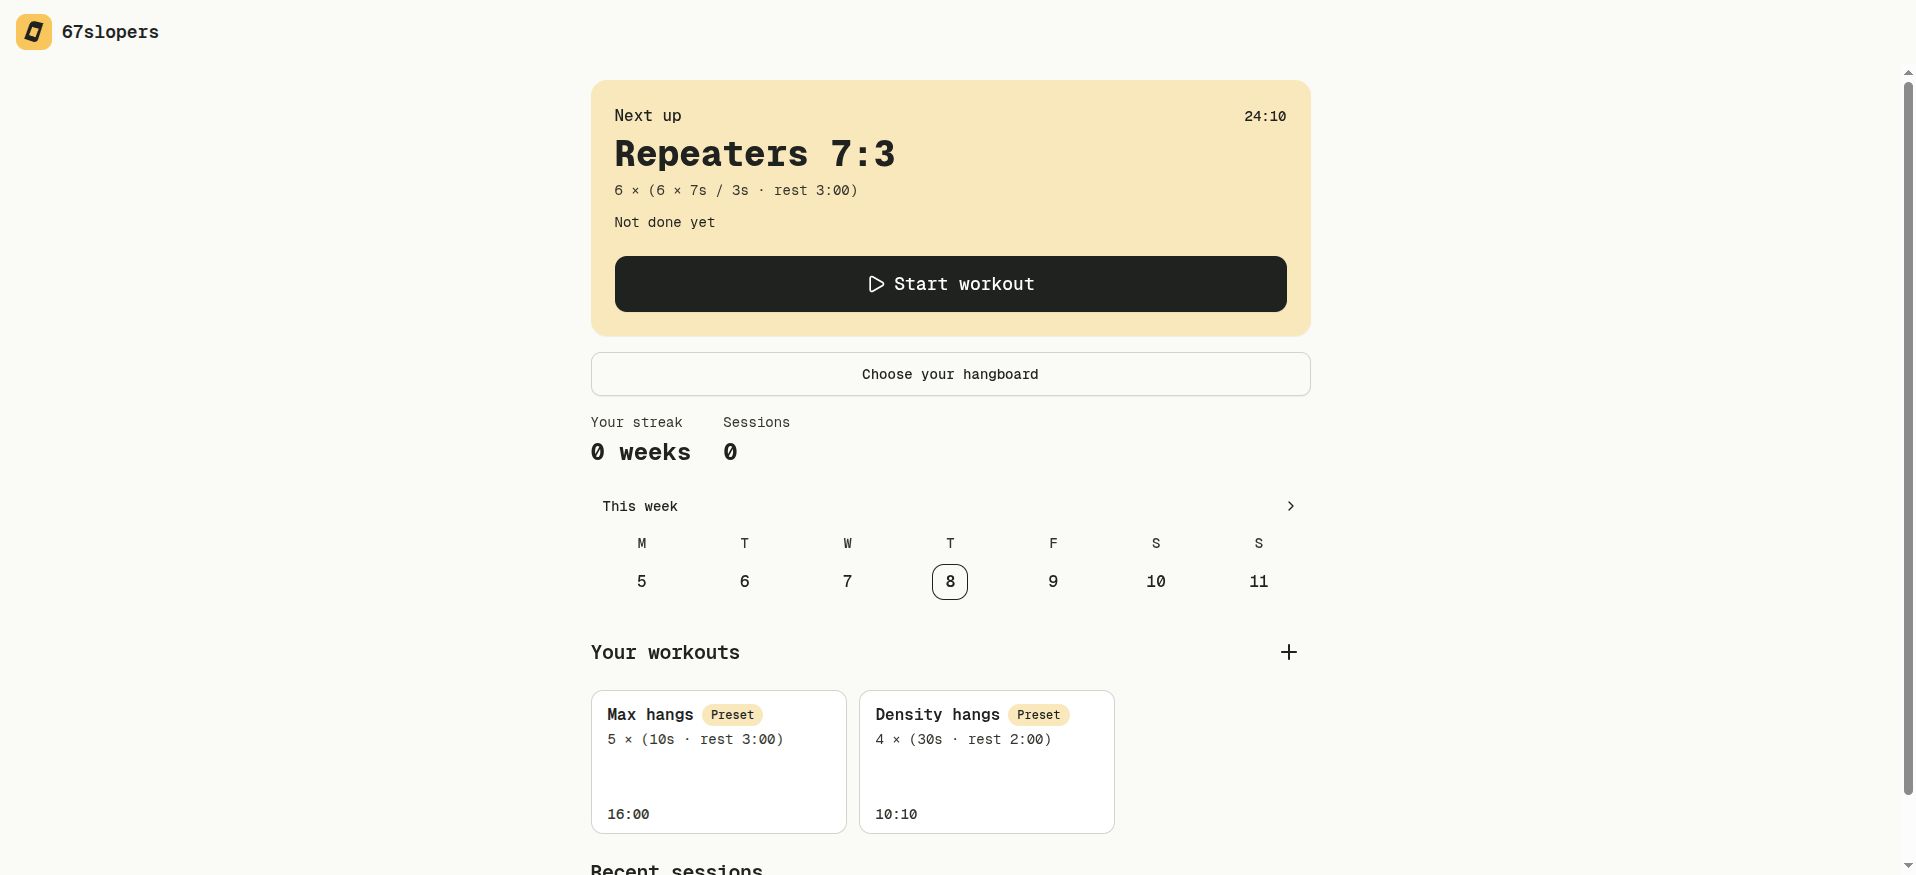 67slopers
Next up 24:10
Repeaters 7:3
6 × (6 × 7s / 3s · rest 3:00)
Not done yet
Start workout
Choose your hangboard
Your streak Sessions
0 weeks 0
This week
M T W T F S S
5 6 7 8 9 10 11
Your workouts
Max hangs Preset
5 × (10s · rest 3:00)
16:00
Density hangs Preset
4 × (30s · rest 2:00)
10:10
Recent sessions